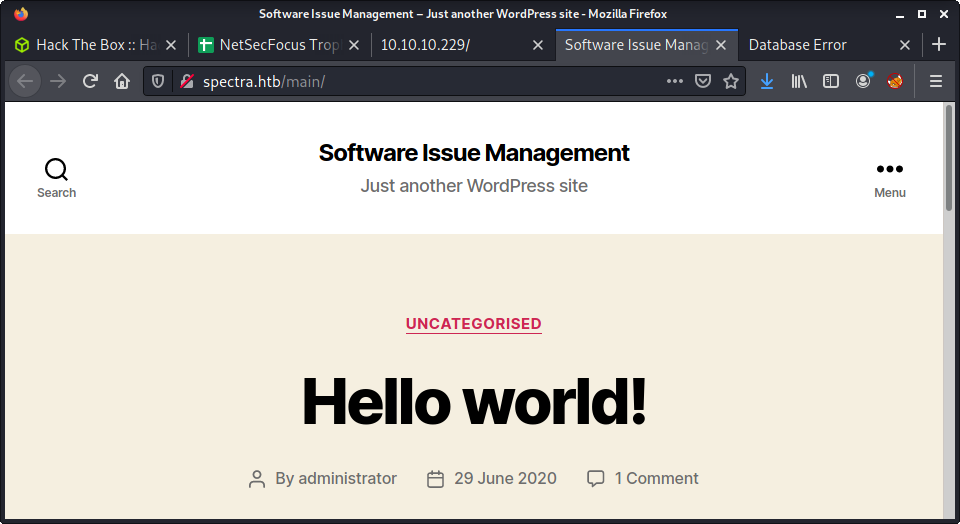 Software Issue Management – Just another WordPress site - Mozilla Firefox
Hack The Box :: Ha
NetSecFocus Trop
10.10.10.229/
Software Issue Manag
Database Error
spectra.htb/main/
Software Issue Management
Just another WordPress site
Search
Menu
UNCATEGORISED
Hello world!
By administrator 29 June 2020 1 Comment